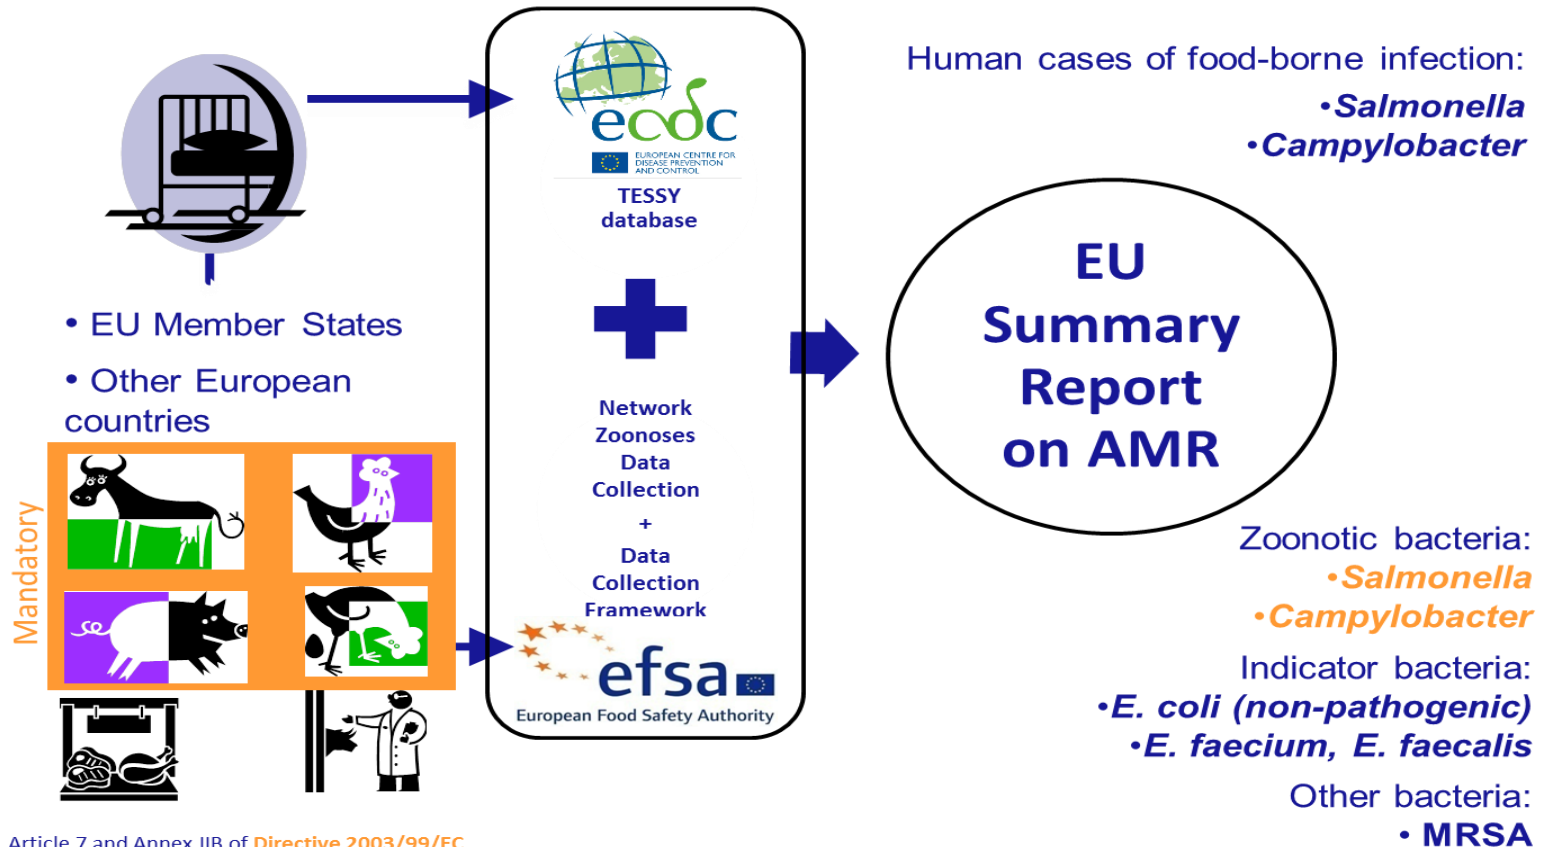 ecdc
EUROPEAN CENTRE FOR
DISEASE PREVENTION
AND CONTROL
TESSY
database
• EU Member States
• Other European
countries
Mandatory
Network
Zoonoses
Data
Collection
+
Data
Collection
Framework
efsa
European Food Safety Authority
Human cases of food-borne infection:
•Salmonella
•Campylobacter
EU
Summary
Report
on AMR
Zoonotic bacteria:
•Salmonella
•Campylobacter
Indicator bacteria:
•E. coli (non-pathogenic)
•E. faecium, E. faecalis
Other bacteria:
• MRSA
Article 7 and Annex IIB of Directive 2003/99/EC